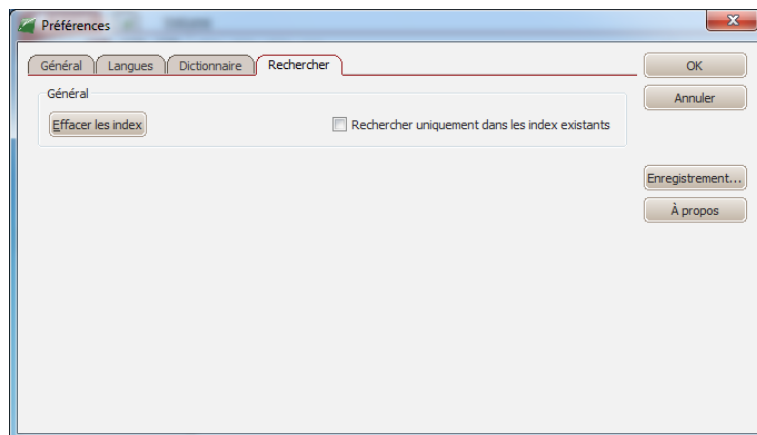 Préférences
Général Langues Dictionnaire Rechercher
OK
Général
Annuler
Effacer les index
Rechercher uniquement dans les index existants
Enregistrement...
À propos